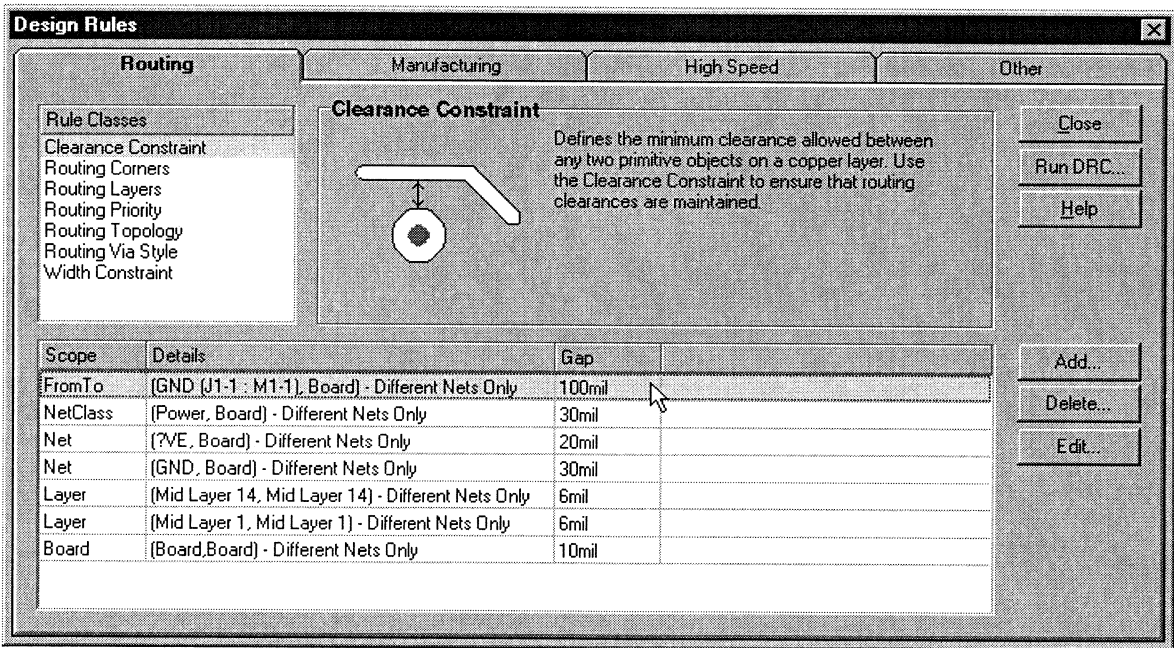 Design Rules
Routing Manufacturing High Speed Other
Rule Classes
Clearance Constraint
Routing Corners
Routing Layers
Routing Priority
Routing Topology
Routing Via Style
Width Constraint
Clearance Constraint
Defines the minimum clearance allowed between
any two primitive objects on a copper layer. Use
the Clearance Constraint to ensure that routing
clearances are maintained.
Close
Run DRC...
Help
Scope Details Gap
FromTo (GND (J1-1 : M1-1), Board) - Different Nets Only 100mil
NetClass (Power, Board) - Different Nets Only 30mil
Net (?VE, Board) - Different Nets Only 20mil
Net (GND, Board) - Different Nets Only 30mil
Layer (Mid Layer 14, Mid Layer 14) - Different Nets Only 6mil
Layer (Mid Layer 1, Mid Layer 1) - Different Nets Only 6mil
Board (Board,Board) - Different Nets Only 10mil
Add...
Delete...
Edit...